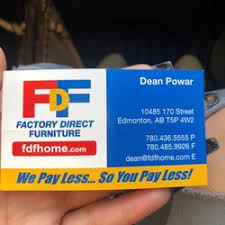 FDF
FACTORY DIRECT
FURNITURE
fdfhome.com
Dean Powar
10485 170 Street
Edmonton, AB T5P 4W2
780.436.5555 P
780.485.9926 F
dean@fdfhome.com E
We Pay Less... So You Pay Less!